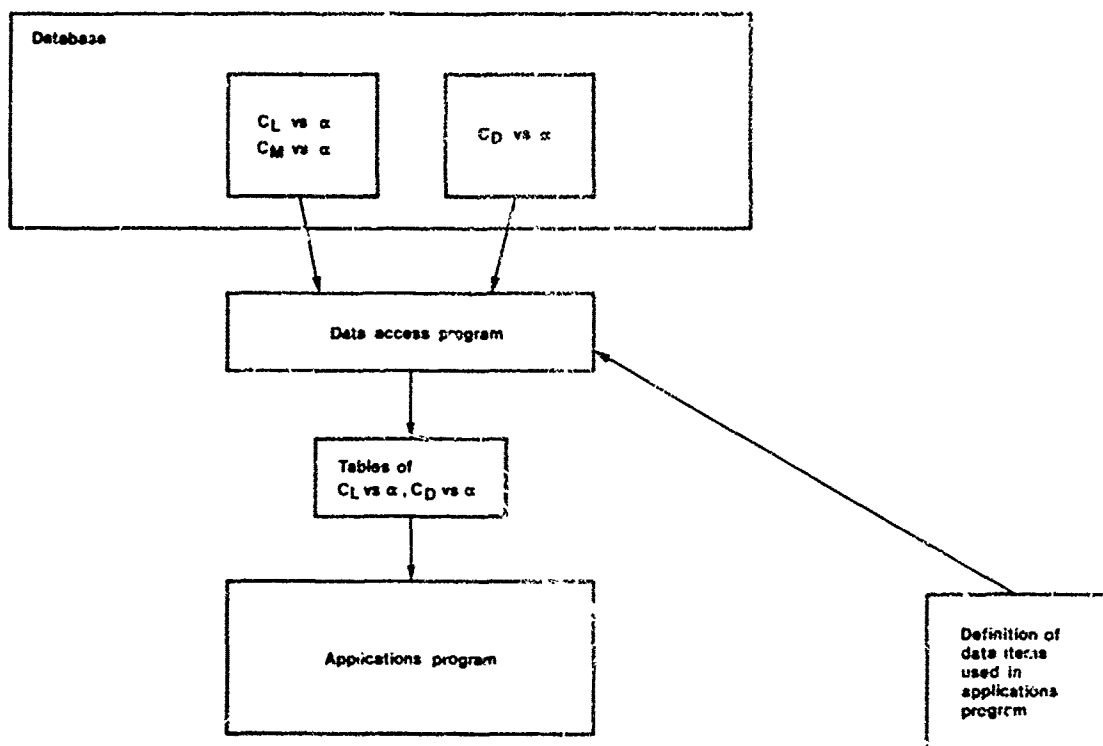 Database
C_L vs α
C_M vs α
C_D vs α
Data access program
Tables of
C_L vs α, C_D vs α
Applications program
Definition of
data items
used in
applications
program